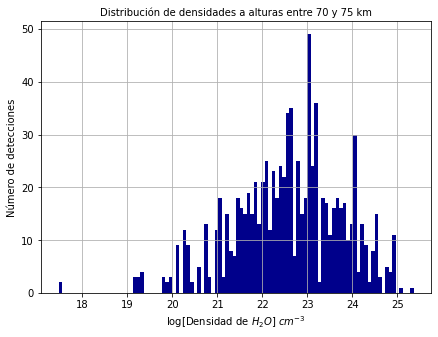 Distribución de densidades a alturas entre 70 y 75 km
Número de detecciones
50
40
30
20
10
0
18 19 20 21 22 23 24 25
log[Densidad de $H_2O$] $cm^{-3}$